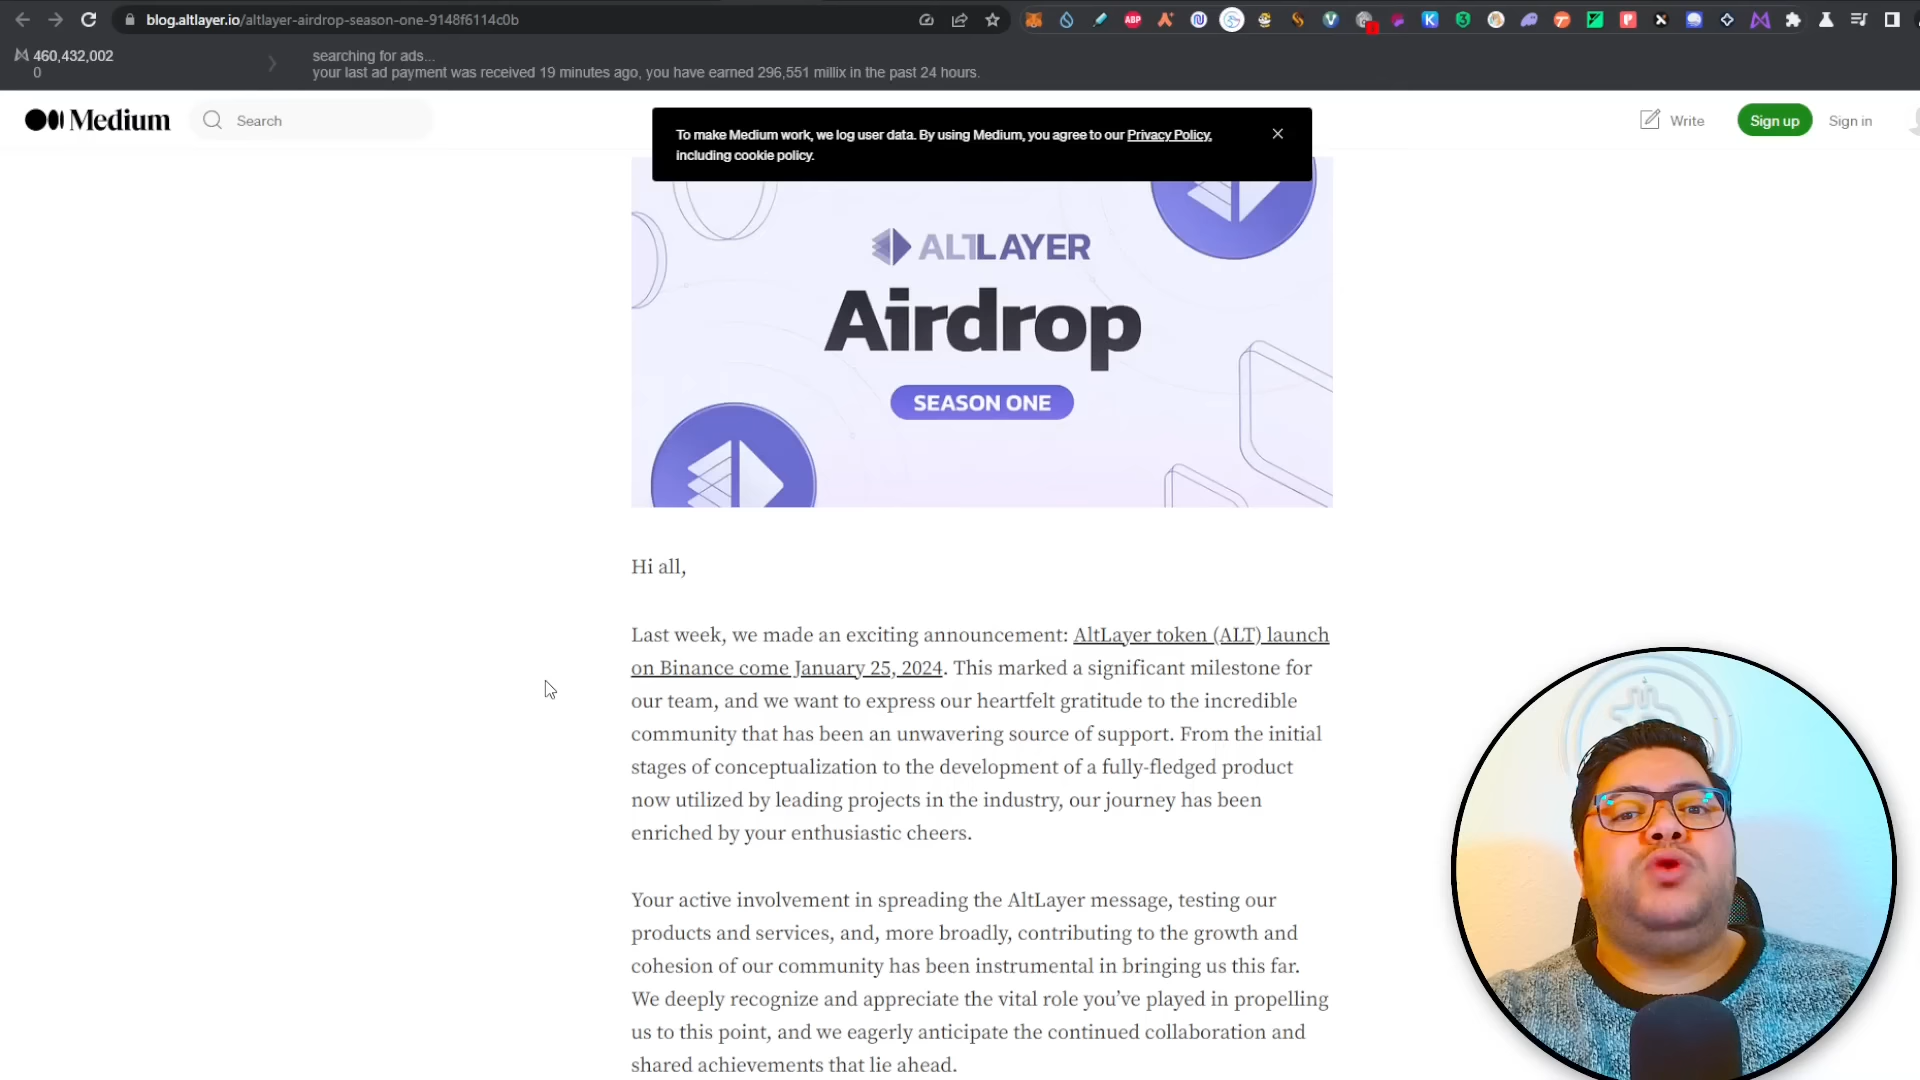 blog.altlayer.io/altlayer-airdrop-season-one-9148f6114c0b
460,432,002
0
searching for ads...
your last ad payment was received 19 minutes ago, you have earned 296,551 millix in the past 24 hours.
Medium
Search
To make Medium work, we log user data. By using Medium, you agree to our Privacy Policy,
including cookie policy.
Write
Sign up
Sign in
ALTLAYER
Airdrop
SEASON ONE
Hi all,
Last week, we made an exciting announcement: AltLayer token (ALT) launch
on Binance come January 25, 2024. This marked a significant milestone for
our team, and we want to express our heartfelt gratitude to the incredible
community that has been an unwavering source of support. From the initial
stages of conceptualization to the development of a fully-fledged product
now utilized by leading projects in the industry, our journey has been
enriched by your enthusiastic cheers.
Your active involvement in spreading the AltLayer message, testing our
products and services, and, more broadly, contributing to the growth and
cohesion of our community has been instrumental in bringing us this far.
We deeply recognize and appreciate the vital role you’ve played in propelling
us to this point, and we eagerly anticipate the continued collaboration and
shared achievements that lie ahead.